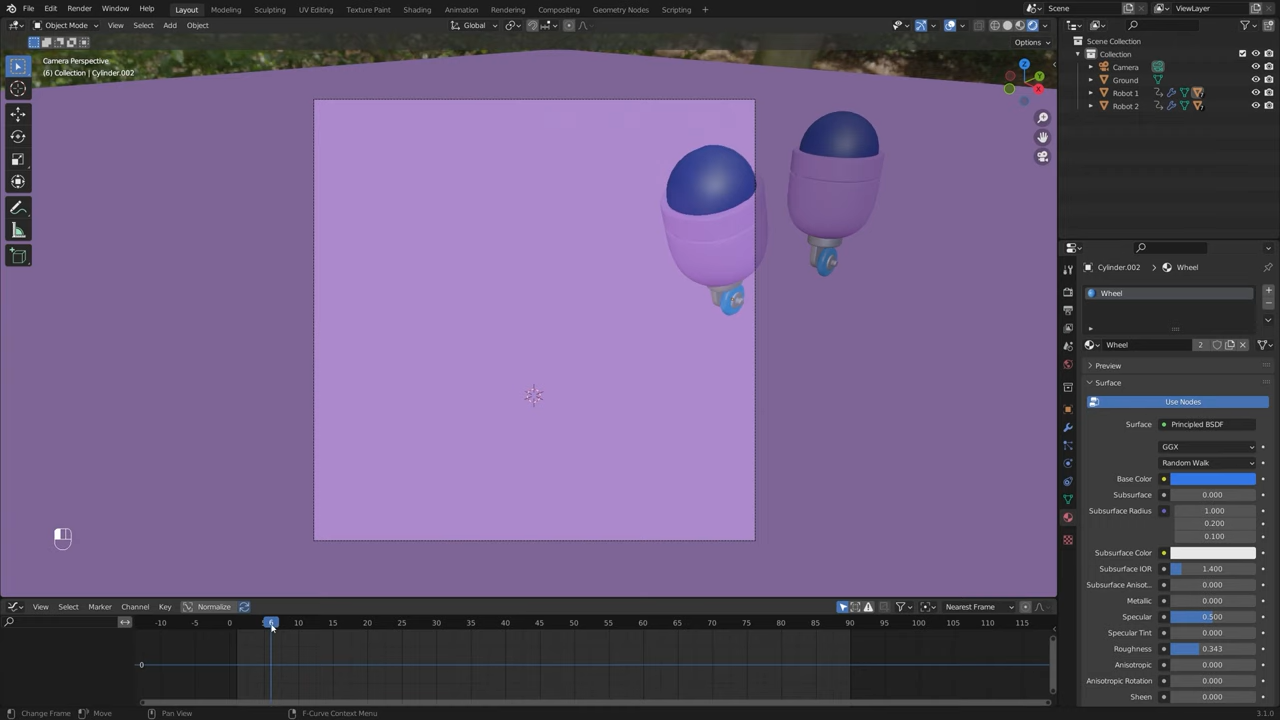 File Edit Render Window Help Layout Modeling Sculpting UV Editing Texture Paint Shading Animation Rendering Compositing Geometry Nodes Scripting Scene ViewLayer
Object Mode View Select Add Object Global
Options
Camera Perspective
(6) Collection | Cylinder.002
Z
Y
X
Scene Collection
Collection
Camera
Ground
Robot 1
Robot 2
Cylinder.002 > Wheel
Wheel
Wheel 2
Preview
Surface
Use Nodes
Surface Principled BSDF
GGX
Random Walk
Base Color
Subsurface 0.000
Subsurface Radius 1.000
0.200
0.100
Subsurface Color
Subsurface IOR 1.400
Subsurface Anisot... 0.000
Metallic 0.000
Specular 0.500
Specular Tint 0.000
Roughness 0.343
Anisotropic 0.000
Anisotropic Rotation 0.000
Sheen 0.000
View Select Marker Channel Key Normalize Nearest Frame
-10 -5 0 6 10 15 20 25 30 35 40 45 50 55 60 65 70 75 80 85 90 95 100 105 110 115
0
Change Frame Move Pan View F-Curve Context Menu 3.1.0